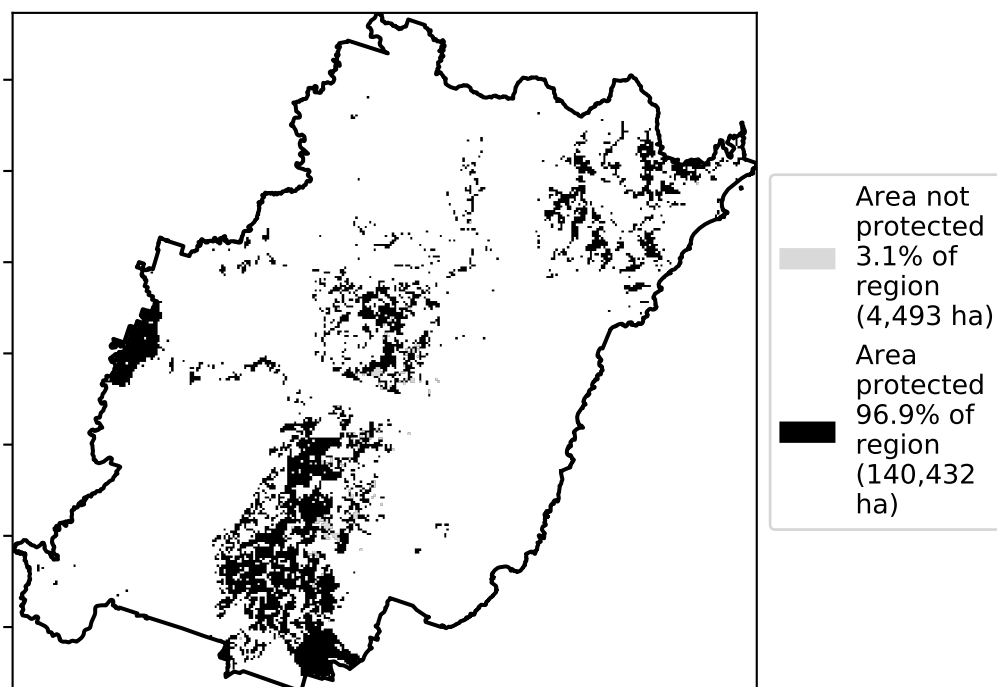 Area not
protected
3.1% of
region
(4,493 ha)
Area
protected
96.9% of
region
(140,432
ha)